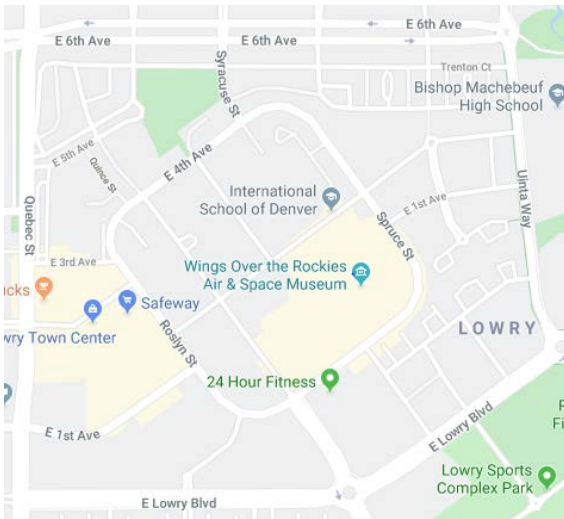 E 6th Ave
E 6th Ave
E 6th Ave
Syracuse St
Trenton Ct
Bishop Machebeuf
High School
E 5th Ave
Quince St
E 4th Ave
Uinta Way
International
School of Denver
E 1st Ave
Quebec St
Spruce St
E 3rd Ave
Wings Over the Rockies
Air & Space Museum
ucks
Safeway
wry Town Center
Roslyn St
LOWRY
24 Hour Fitness
E 1st Ave
E Lowry Blvd
Lowry Sports
Complex Park
E Lowry Blvd